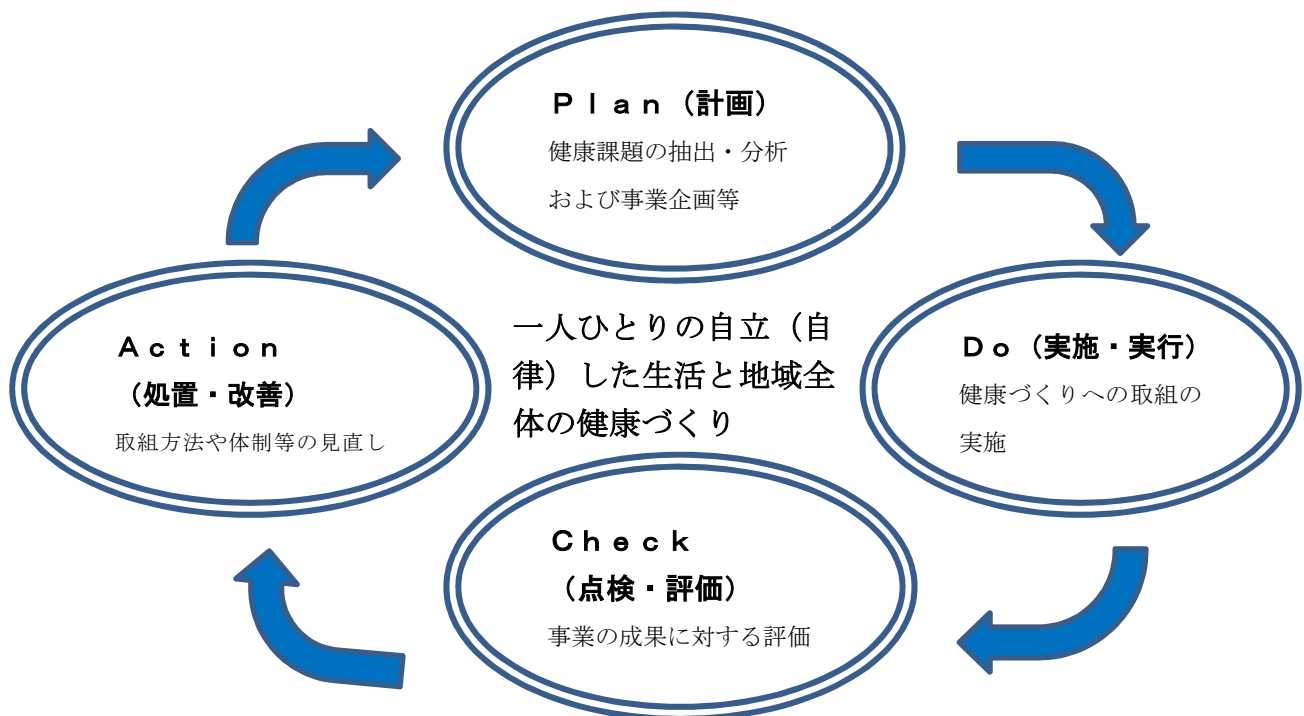 Ｐｌａｎ（計画）
健康課題の抽出・分析
および事業企画等
Ａｃｔｉｏｎ
（処置・改善）
取組方法や体制等の見直し
一人ひとりの自立（自
律）した生活と地域全
体の健康づくり
Ｄｏ（実施・実行）
健康づくりへの取組の
実施
Ｃｈｅｃｋ
（点検・評価）
事業の成果に対する評価